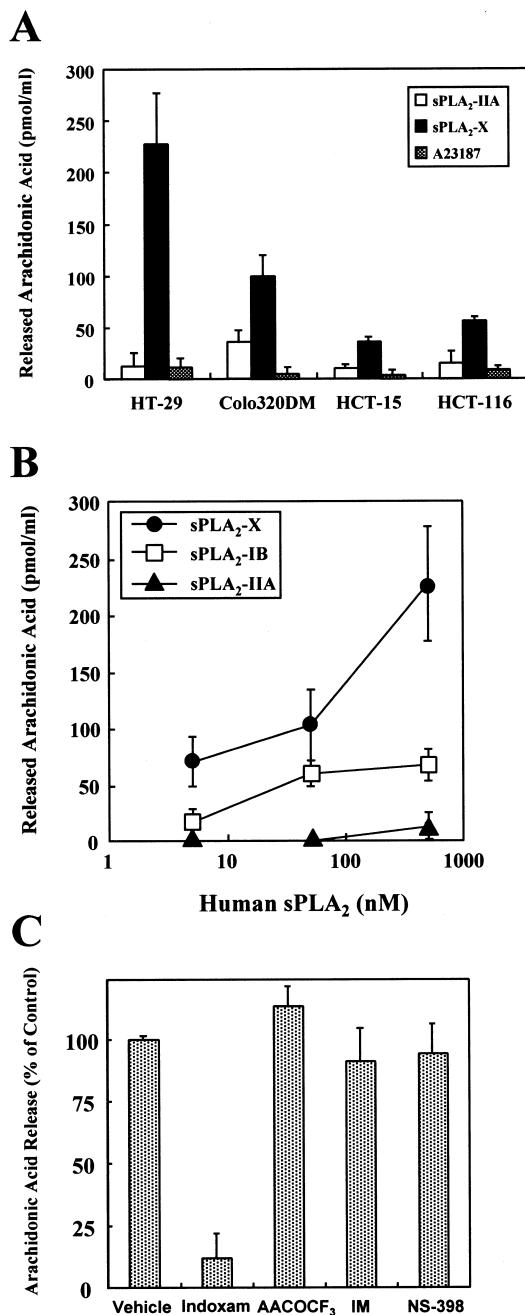 A
Released Arachidonic Acid (pmol/ml)
300
250
200
150
100
50
0
sPLA₂-IIA
sPLA₂-X
A23187
HT-29 Colo320DM HCT-15 HCT-116
B
Released Arachidonic Acid (pmol/ml)
300
250
200
150
100
50
0
sPLA₂-X
sPLA₂-IB
sPLA₂-IIA
1 10 100 1000
Human sPLA₂ (nM)
C
Arachidonic Acid Release (% of Control)
100
75
50
25
0
Vehicle Indoxam AACOCF₃ IM NS-398